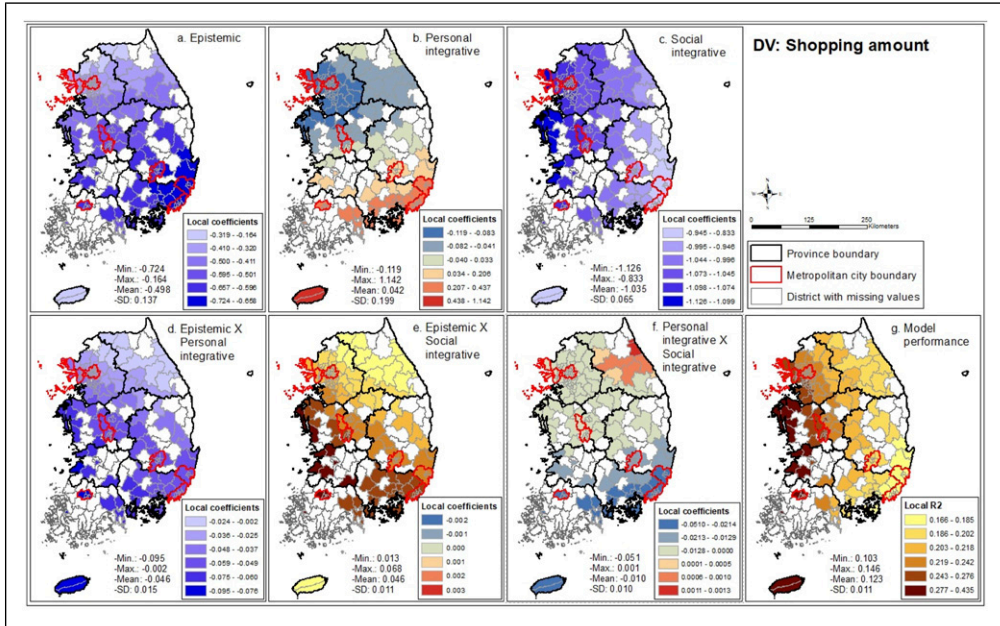 a. Epistemic
Local coefficients
-0.319 - -0.164
-0.410 - -0.320
-0.500 - -0.411
-0.595 - -0.501
-0.657 - -0.596
-0.724 - -0.658
-Min.: -0.724
-Max.: -0.164
-Mean: -0.498
-SD: 0.137
b. Personal
integrative
Local coefficients
-0.119 - -0.083
-0.082 - -0.041
-0.040 - -0.033
0.034 - 0.206
0.207 - 0.437
0.438 - 1.142
-Min.: -0.119
-Max.: 1.142
-Mean: 0.042
-SD: 0.199
c. Social
integrative
Local coefficients
-0.945 - -0.833
-0.995 - -0.946
-1.044 - -0.996
-1.073 - -1.045
-1.098 - -1.074
-1.126 - -1.099
-Min.: -1.126
-Max.: -0.833
-Mean: -1.035
-SD: 0.065
DV: Shopping amount
N
W E
S
0 50 100 150 250
Kilometers
Province boundary
Metropolitan city boundary
District with missing values
d. Epistemic X
Personal
integrative
Local coefficients
-0.024 - -0.002
-0.036 - -0.025
-0.048 - -0.037
-0.059 - -0.049
-0.075 - -0.060
-0.095 - -0.076
-Min.: -0.095
-Max.: -0.002
-Mean: -0.046
-SD: 0.015
e. Epistemic X
Social
integrative
Local coefficients
-0.002
-0.001
0.000
0.001
0.002
0.003
-Min.: 0.013
-Max.: 0.068
-Mean: 0.046
-SD: 0.011
f. Personal
integrative X
Social
integrative
Local coefficients
-0.0510 - -0.0214
-0.0213 - -0.0129
-0.0128 - 0.0000
0.0001 - 0.0005
0.0006 - 0.0010
0.0011 - 0.0013
-Min.: -0.051
-Max.: 0.001
-Mean: -0.010
-SD: 0.010
g. Model
performance
Local R2
0.166 - 0.185
0.186 - 0.202
0.203 - 0.218
0.219 - 0.242
0.243 - 0.276
0.277 - 0.435
-Min.: 0.103
-Max.: 0.146
-Mean: 0.123
-SD: 0.011